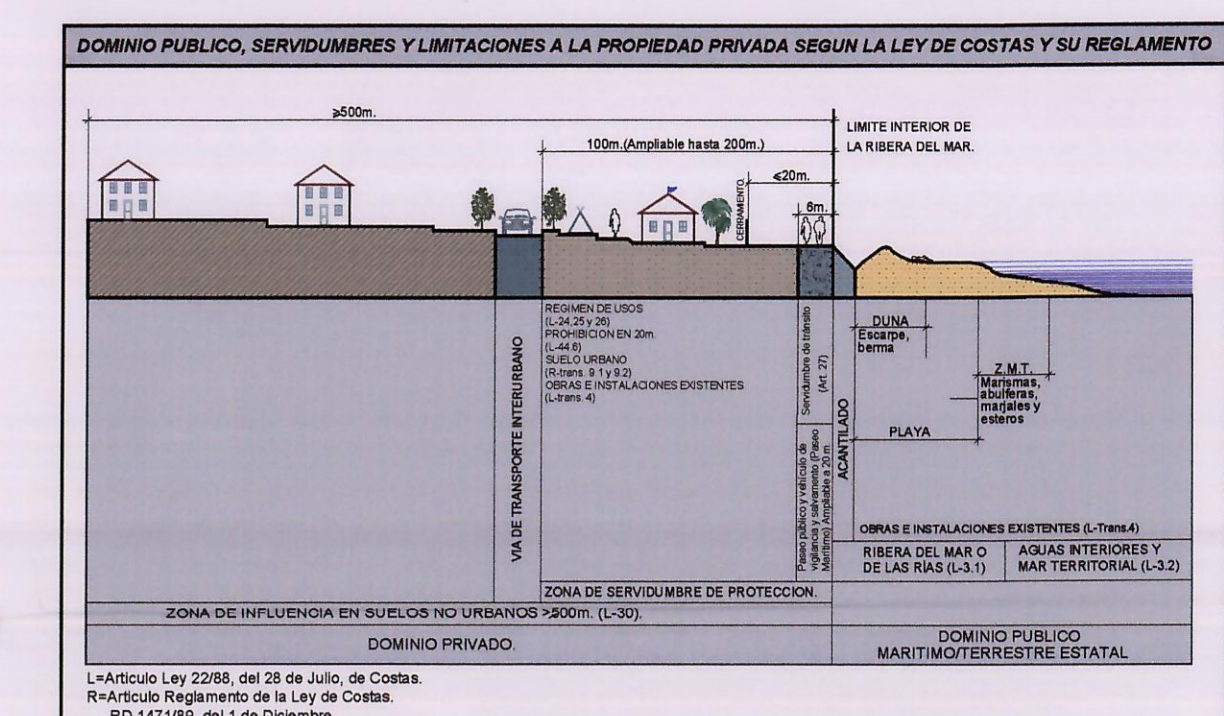 DOMINIO PUBLICO, SERVIDUMBRES Y LIMITACIONES A LA PROPIEDAD PRIVADA SEGUN LA LEY DE COSTAS Y SU REGLAMENTO
≥500m.
LIMITE INTERIOR DE
LA RIBERA DEL MAR.
100m.(Ampliable hasta 200m.)
≤20m.
CERRAMIENTO
6m.
VIA DE TRANSPORTE INTERURBANO
REGIMEN DE USOS
(L-24,25 y 26)
PROHIBICION EN 20m.
(L-44.6)
SUELO URBANO
(R-trans. 9.1 y 9.2)
OBRAS E INSTALACIONES EXISTENTES
(L-trans. 4)
Servidumbre de tránsito
(Art. 27)
Paseo público y vehículo de
vigilancia y salvamento (Paseo
Marítimo) Ampliable a 20 m.
ACANTILADO
DUNA
Escarpe,
berma
Z.M.T.
Marismas,
abulferas,
marjales y
esteros
PLAYA
OBRAS E INSTALACIONES EXISTENTES (L-Trans.4)
RIBERA DEL MAR O
DE LAS RÍAS (L-3.1)
AGUAS INTERIORES Y
MAR TERRITORIAL (L-3.2)
ZONA DE SERVIDUMBRE DE PROTECCION.
ZONA DE INFLUENCIA EN SUELOS NO URBANOS >500m. (L-30).
DOMINIO PRIVADO.
DOMINIO PUBLICO
MARITIMO/TERRESTRE ESTATAL
L=Articulo Ley 22/88, del 28 de Julio, de Costas.
R=Articulo Reglamento de la Ley de Costas.
RD 1471/89, del 1 de Diciembre